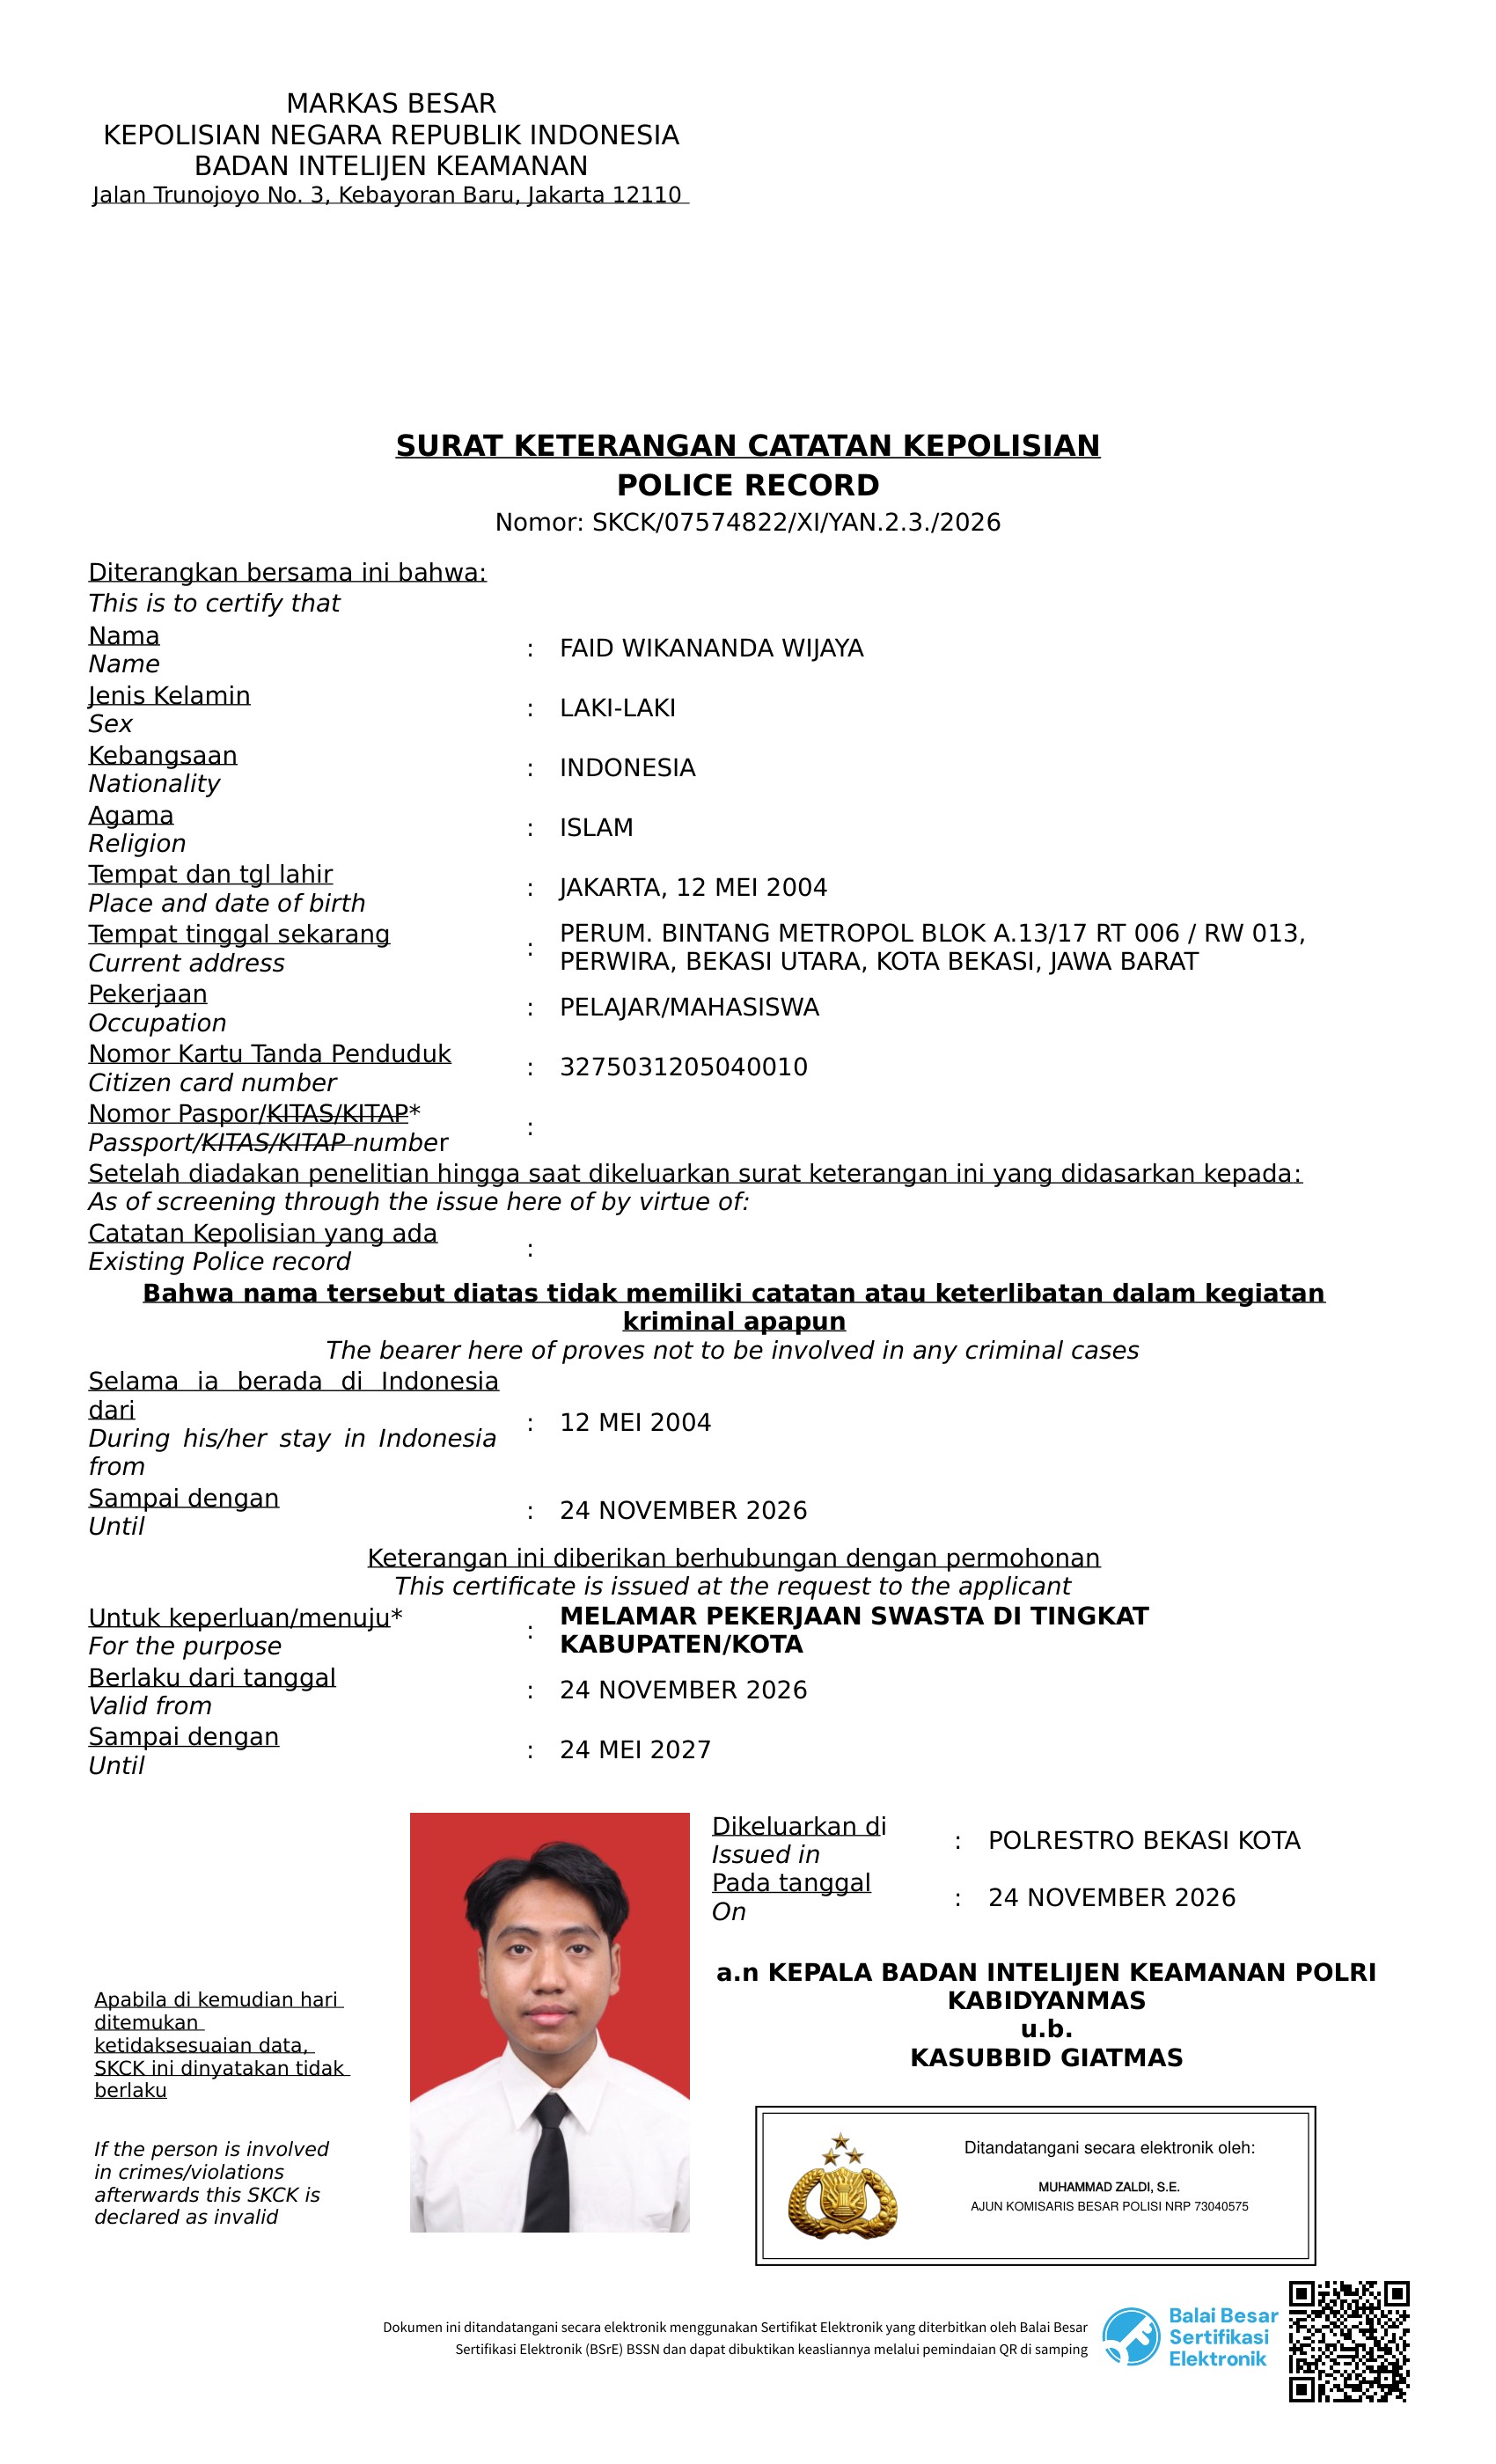 MARKAS BESAR
KEPOLISIAN NEGARA REPUBLIK INDONESIA
BADAN INTELIJEN KEAMANAN
Jalan Trunojoyo No. 3, Kebayoran Baru, Jakarta 12110
SURAT KETERANGAN CATATAN KEPOLISIAN
POLICE RECORD
Nomor: SKCK/07574822/XI/YAN.2.3./2026
Diterangkan bersama ini bahwa:
This is to certify that
Nama
Name
: FAID WIKANANDA WIJAYA
Jenis Kelamin
Sex
: LAKI-LAKI
Kebangsaan
Nationality
: INDONESIA
Agama
Religion
: ISLAM
Tempat dan tgl lahir
Place and date of birth
: JAKARTA, 12 MEI 2004
Tempat tinggal sekarang
Current address
: PERUM. BINTANG METROPOL BLOK A.13/17 RT 006 / RW 013,
PERWIRA, BEKASI UTARA, KOTA BEKASI, JAWA BARAT
Pekerjaan
Occupation
: PELAJAR/MAHASISWA
Nomor Kartu Tanda Penduduk
Citizen card number
: 3275031205040010
Nomor Paspor/KITAS/KITAP*
Passport/KITAS/KITAP number
:
Setelah diadakan penelitian hingga saat dikeluarkan surat keterangan ini yang didasarkan kepada:
As of screening through the issue here of by virtue of:
Catatan Kepolisian yang ada
Existing Police record
:
Bahwa nama tersebut diatas tidak memiliki catatan atau keterlibatan dalam kegiatan
kriminal apapun
The bearer here of proves not to be involved in any criminal cases
Selama ia berada di Indonesia
dari
During his/her stay in Indonesia
from
: 12 MEI 2004
Sampai dengan
Until
: 24 NOVEMBER 2026
Keterangan ini diberikan berhubungan dengan permohonan
This certificate is issued at the request to the applicant
Untuk keperluan/menuju*
For the purpose
: MELAMAR PEKERJAAN SWASTA DI TINGKAT
KABUPATEN/KOTA
Berlaku dari tanggal
Valid from
: 24 NOVEMBER 2026
Sampai dengan
Until
: 24 MEI 2027
Dikeluarkan di
Issued in
: POLRESTRO BEKASI KOTA
Pada tanggal
On
: 24 NOVEMBER 2026
a.n KEPALA BADAN INTELIJEN KEAMANAN POLRI
KABIDYANMAS
u.b.
KASUBBID GIATMAS
Apabila di kemudian hari
ditemukan
ketidaksesuaian data,
SKCK ini dinyatakan tidak
berlaku
If the person is involved
in crimes/violations
afterwards this SKCK is
declared as invalid
Ditandatangani secara elektronik oleh:
MUHAMMAD ZALDI, S.E.
AJUN KOMISARIS BESAR POLISI NRP 73040575
Dokumen ini ditandatangani secara elektronik menggunakan Sertifikat Elektronik yang diterbitkan oleh Balai Besar
Sertifikasi Elektronik (BSrE) BSSN dan dapat dibuktikan keasliannya melalui pemindaian QR di samping
Balai Besar
Sertifikasi
Elektronik